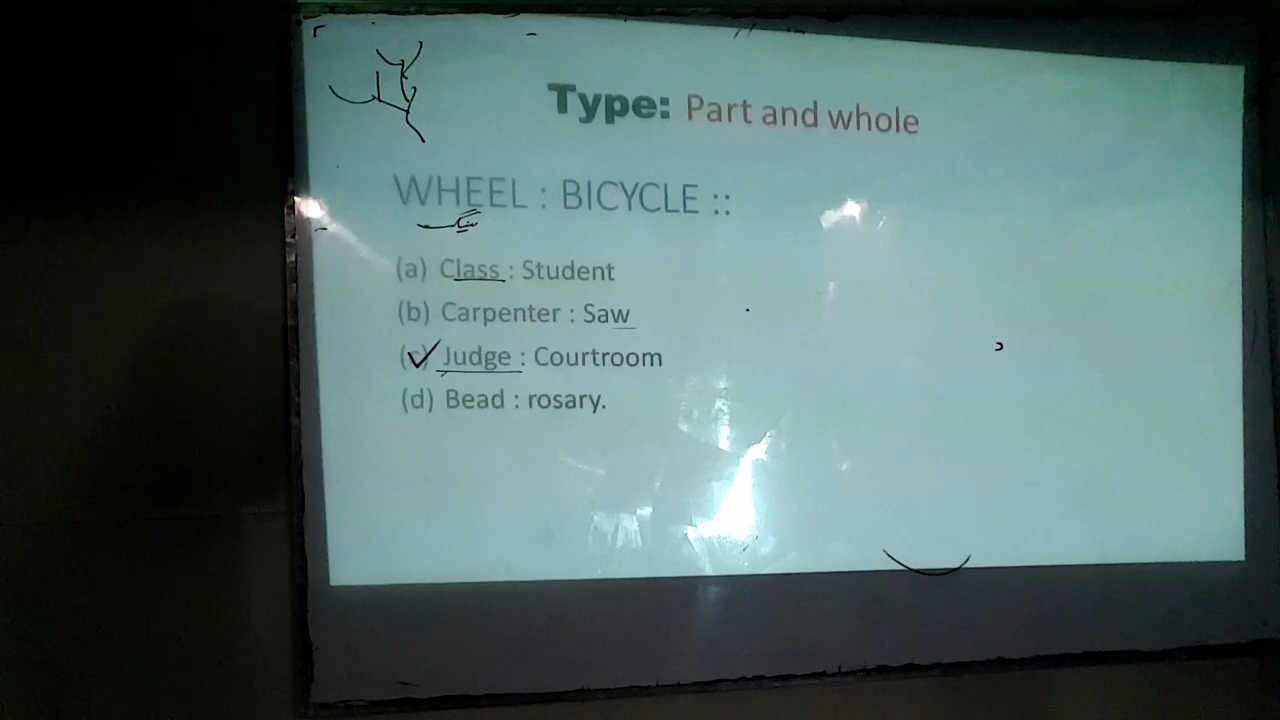 Type: Part and whole
WHEEL : BICYCLE ::
(a) Class : Student
(b) Carpenter : Saw
(c) Judge : Courtroom
(d) Bead : rosary.